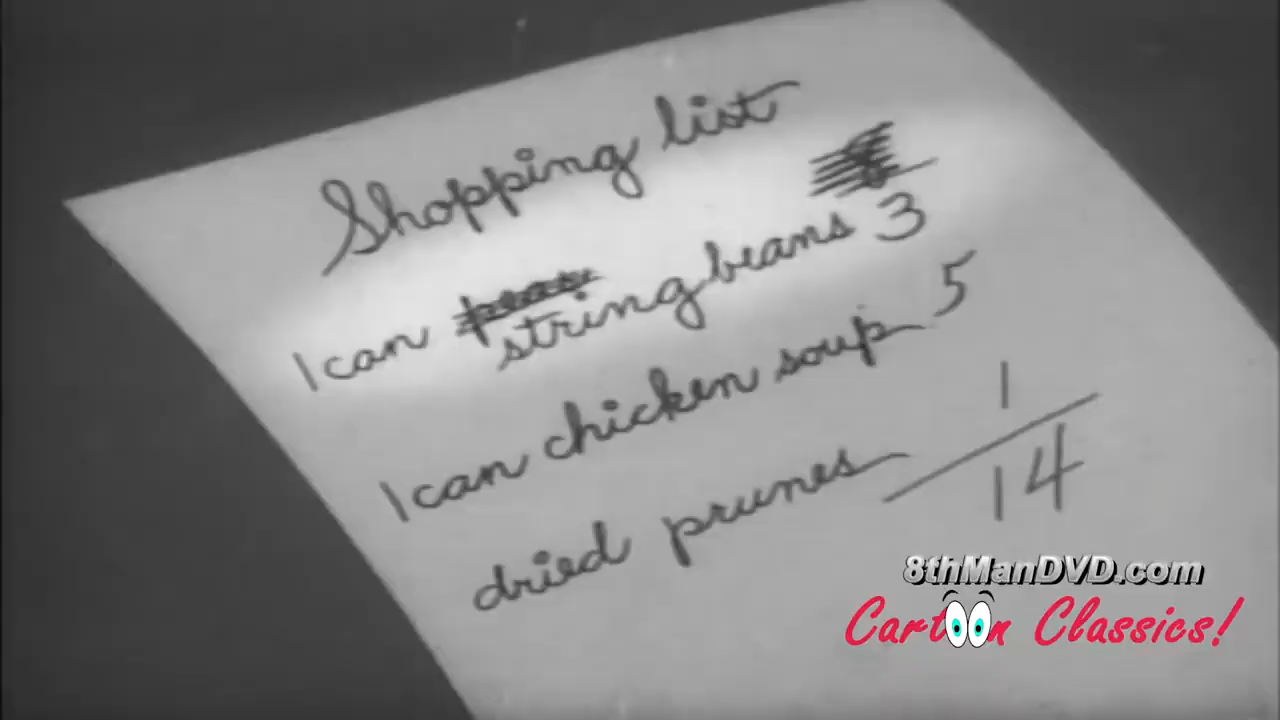 Shopping list
1 can peas
string beans 3
1 can chicken soup 5
dried prunes 1
14
8thManDVD.com
Cartoon Classics!